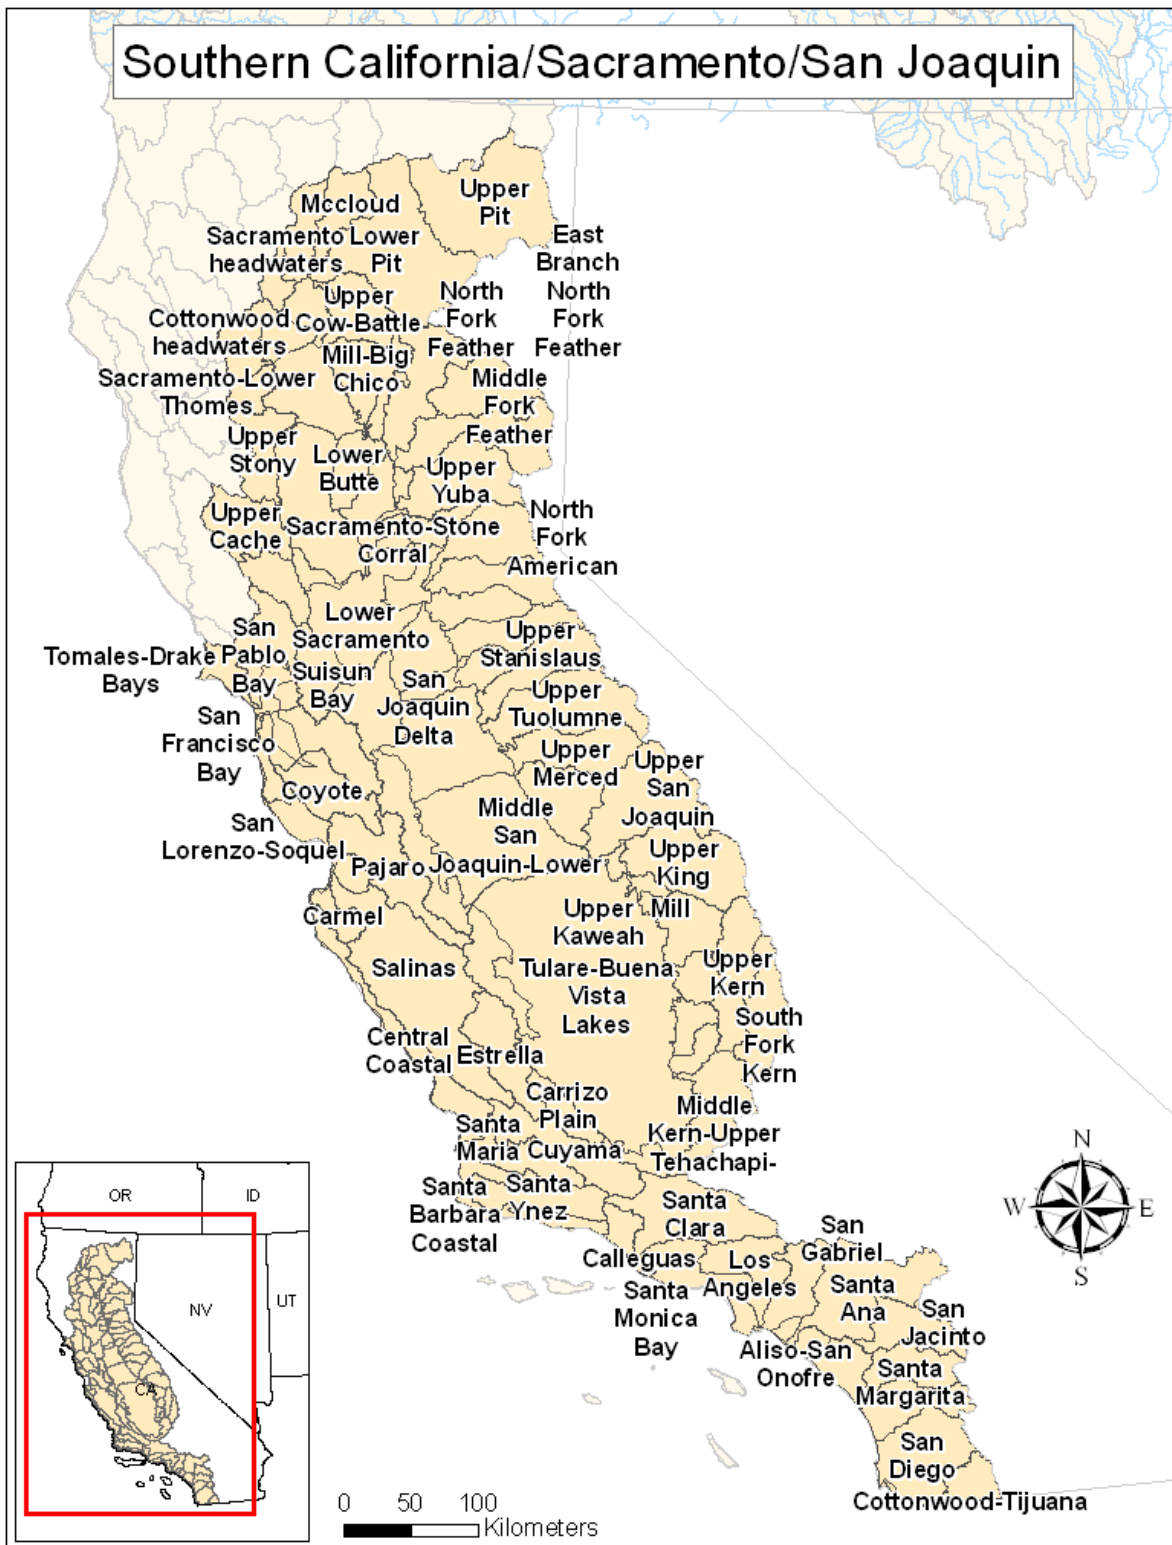 Southern California/Sacramento/San Joaquin
Upper
Pit
Mccloud
Sacramento
headwaters
Lower
Pit
East
Branch
North
Fork
Feather
North
Fork
Feather
Upper
Cow-Battle
Cottonwood
headwaters
Mill-Big
Chico
Sacramento-Lower
Thomes
Middle
Fork
Feather
Upper
Stony
Lower
Butte
Upper
Yuba
Upper
Cache
Sacramento-Stone
Corral
North
Fork
American
Lower
Sacramento
San
Pablo
Bay
Tomales-Drake
Bays
Suisun
Bay
San
Joaquin
Delta
Upper
Stanislaus
Upper
Tuolumne
San
Francisco
Bay
Upper
Merced
Upper
San
Joaquin
Coyote
Middle
San
Joaquin-Lower
San
Lorenzo-Soquel
Pajaro
Upper
King
Carmel
Upper
Kaweah
Mill
Salinas
Tulare-Buena
Vista
Lakes
Upper
Kern
South
Fork
Kern
Central
Coastal
Estrella
Carrizo
Plain
Middle
Kern-Upper
Tehachapi-
Santa
Maria
Cuyama
Santa
Barbara
Coastal
Santa
Ynez
Santa
Clara
San
Gabriel
Calleguas
Los
Angeles
Santa
Monica
Bay
Santa
Ana
San
Jacinto
Aliso-San
Onofre
Santa
Margarita
San
Diego
Cottonwood-Tijuana
N
W
E
S
OR
ID
NV
UT
CA
0 50 100
Kilometers